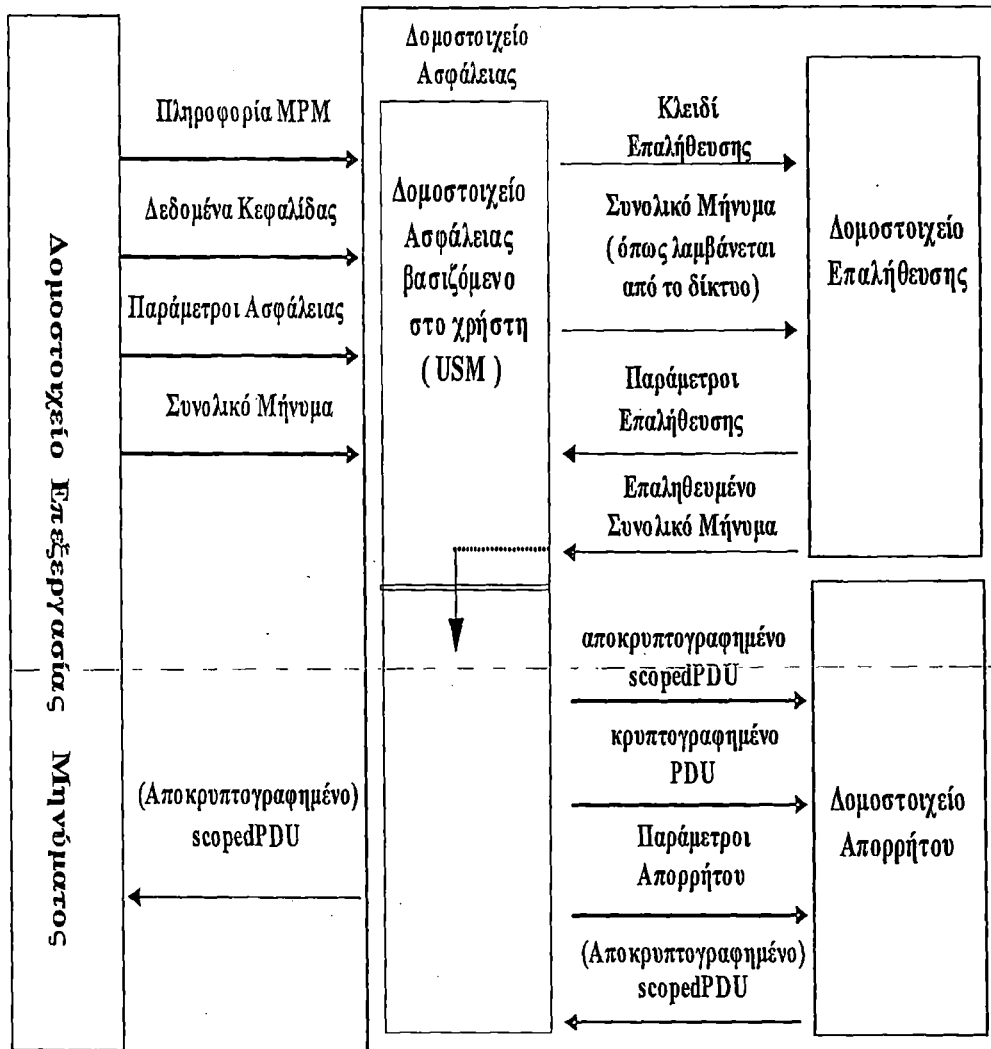 Δομοστοιχείο Επεξεργασίας Μηνύματος
Πληροφορία MPM
Δεδομένα Κεφαλίδας
Παράμετροι Ασφάλειας
Συνολικό Μήνυμα
(Αποκρυπτογραφημένο)
scopedPDU
Δομοστοιχείο
Ασφάλειας
Δομοστοιχείο
Ασφάλειας
βασιζόμενο
στο χρήστη
( USM )
Κλειδί
Επαλήθευσης
Συνολικό Μήνυμα
( όπως λαμβάνεται
από το δίκτυο)
Παράμετροι
Επαλήθευσης
Επαληθευμένο
Συνολικό Μήνυμα
αποκρυπτογραφημένο
scopedPDU
κρυπτογραφημένο
PDU
Παράμετροι
Απορρήτου
(Αποκρυπτογραφημένο)
scopedPDU
Δομοστοιχείο
Επαλήθευσης
Δομοστοιχείο
Απορρήτου